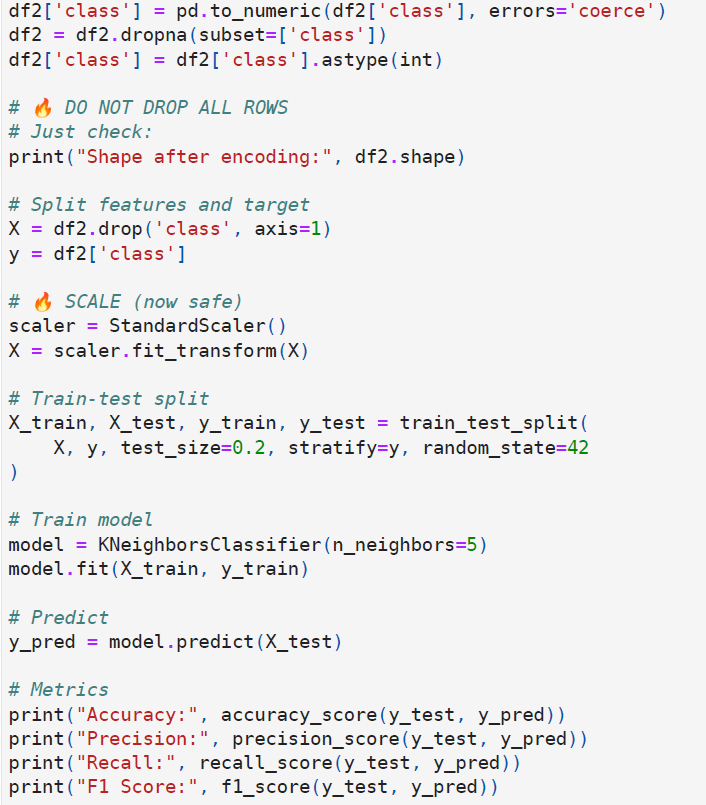 df2['class'] = pd.to_numeric(df2['class'], errors='coerce')
df2 = df2.dropna(subset=['class'])
df2['class'] = df2['class'].astype(int)
# 🔥 DO NOT DROP ALL ROWS
# Just check:
print("Shape after encoding:", df2.shape)
# Split features and target
X = df2.drop('class', axis=1)
y = df2['class']
# 🔥 SCALE (now safe)
scaler = StandardScaler()
X = scaler.fit_transform(X)
# Train-test split
X_train, X_test, y_train, y_test = train_test_split(
    X, y, test_size=0.2, stratify=y, random_state=42
)
# Train model
model = KNeighborsClassifier(n_neighbors=5)
model.fit(X_train, y_train)
# Predict
y_pred = model.predict(X_test)
# Metrics
print("Accuracy:", accuracy_score(y_test, y_pred))
print("Precision:", precision_score(y_test, y_pred))
print("Recall:", recall_score(y_test, y_pred))
print("F1 Score:", f1_score(y_test, y_pred))